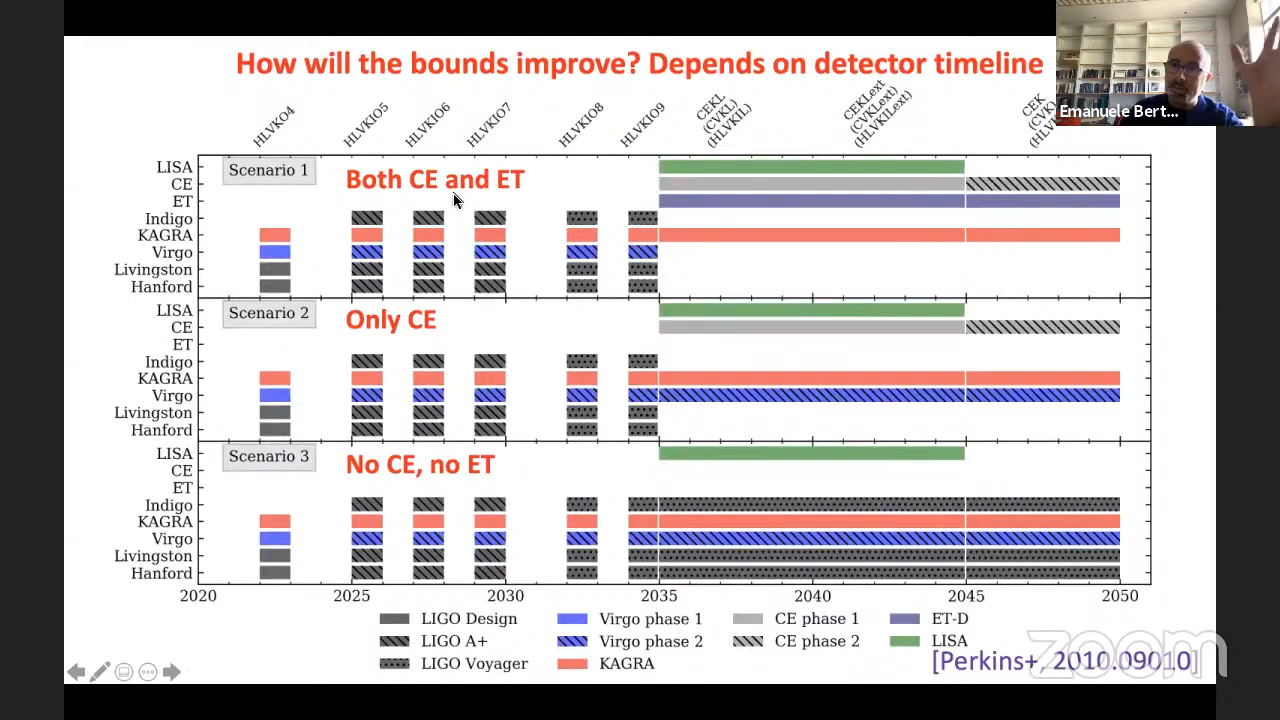 How will the bounds improve? Depends on detector timeline
Emanuele Bert...
HLVKO4
HLVKIO5
HLVKIO6
HLVKIO7
HLVKIO8
HLVKIO9
CEKL
(CVKL)
(HLVKIL)
CEKLext
(CVKLext)
(HLVKILext)
CEK
LISA
CE
ET
Indigo
KAGRA
Virgo
Livingston
Hanford
Scenario 1
Both CE and ET
LISA
CE
ET
Indigo
KAGRA
Virgo
Livingston
Hanford
Scenario 2
Only CE
LISA
CE
ET
Indigo
KAGRA
Virgo
Livingston
Hanford
Scenario 3
No CE, no ET
2020 2025 2030 2035 2040 2045 2050
LIGO Design Virgo phase 1 CE phase 1 ET-D
LIGO A+ Virgo phase 2 CE phase 2 LISA
LIGO Voyager KAGRA
[Perkins+, 2010.09010]
zoom